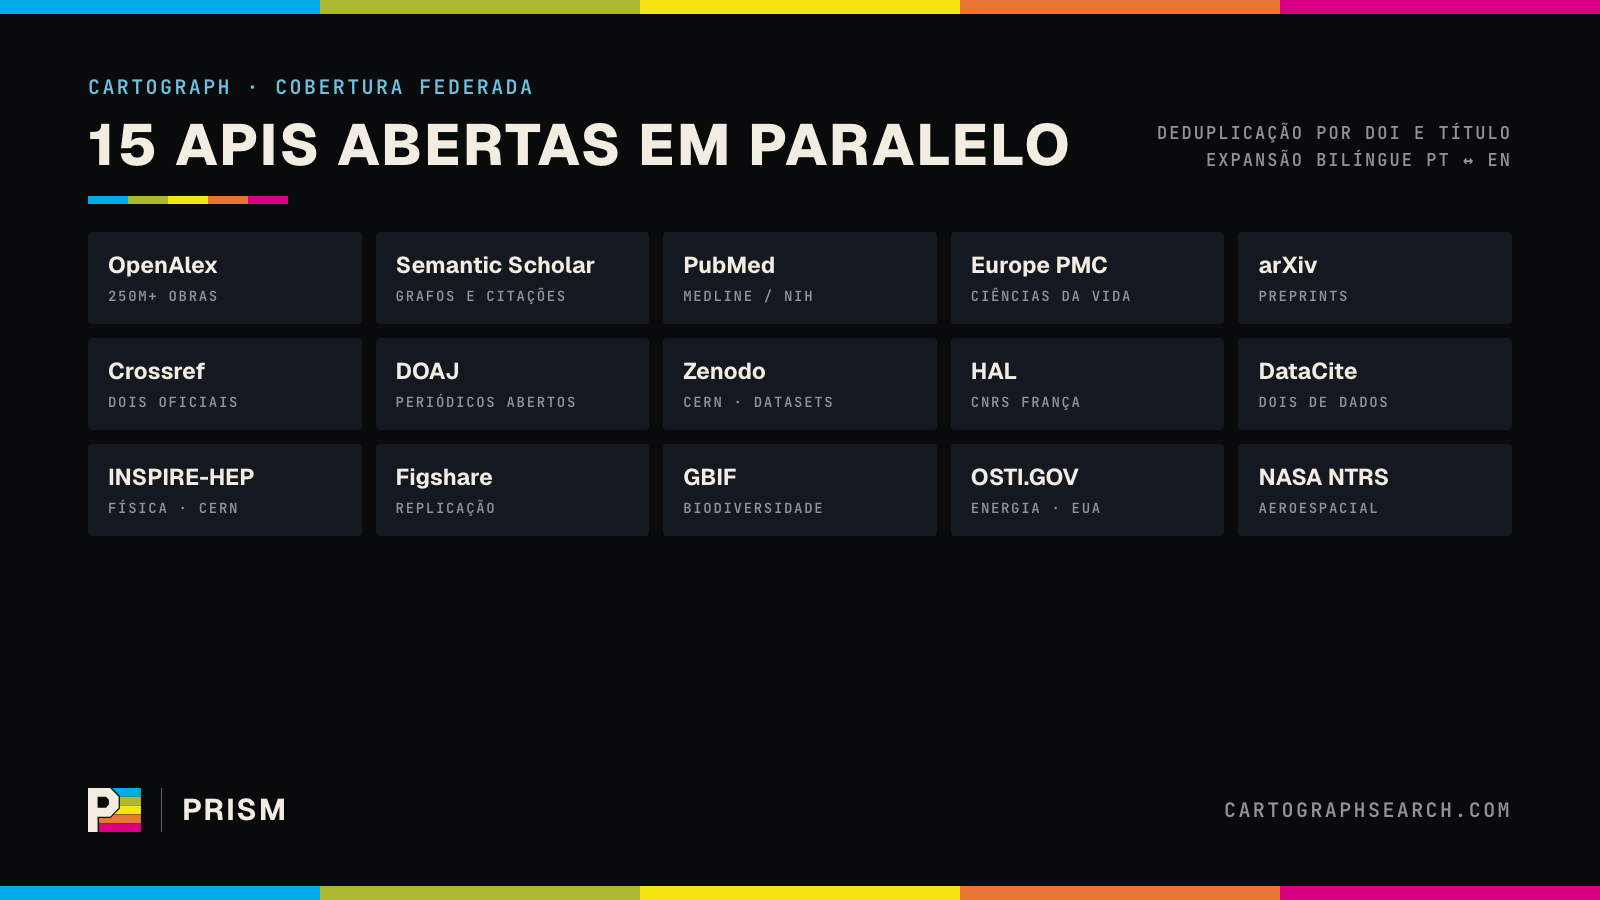 CARTOGRAPH · COBERTURA FEDERADA
15 APIS ABERTAS EM PARALELO
DEDUPLICAÇÃO POR DOI E TÍTULO
EXPANSÃO BILÍNGUE PT ↔ EN
OpenAlex
250M+ OBRAS
Semantic Scholar
GRAFOS E CITAÇÕES
PubMed
MEDLINE / NIH
Europe PMC
CIÊNCIAS DA VIDA
arXiv
PREPRINTS
Crossref
DOIS OFICIAIS
DOAJ
PERIÓDICOS ABERTOS
Zenodo
CERN · DATASETS
HAL
CNRS FRANÇA
DataCite
DOIS DE DADOS
INSPIRE-HEP
FÍSICA · CERN
Figshare
REPLICAÇÃO
GBIF
BIODIVERSIDADE
OSTI.GOV
ENERGIA · EUA
NASA NTRS
AEROESPACIAL
P
PRISM
CARTOGRAPHSEARCH.COM